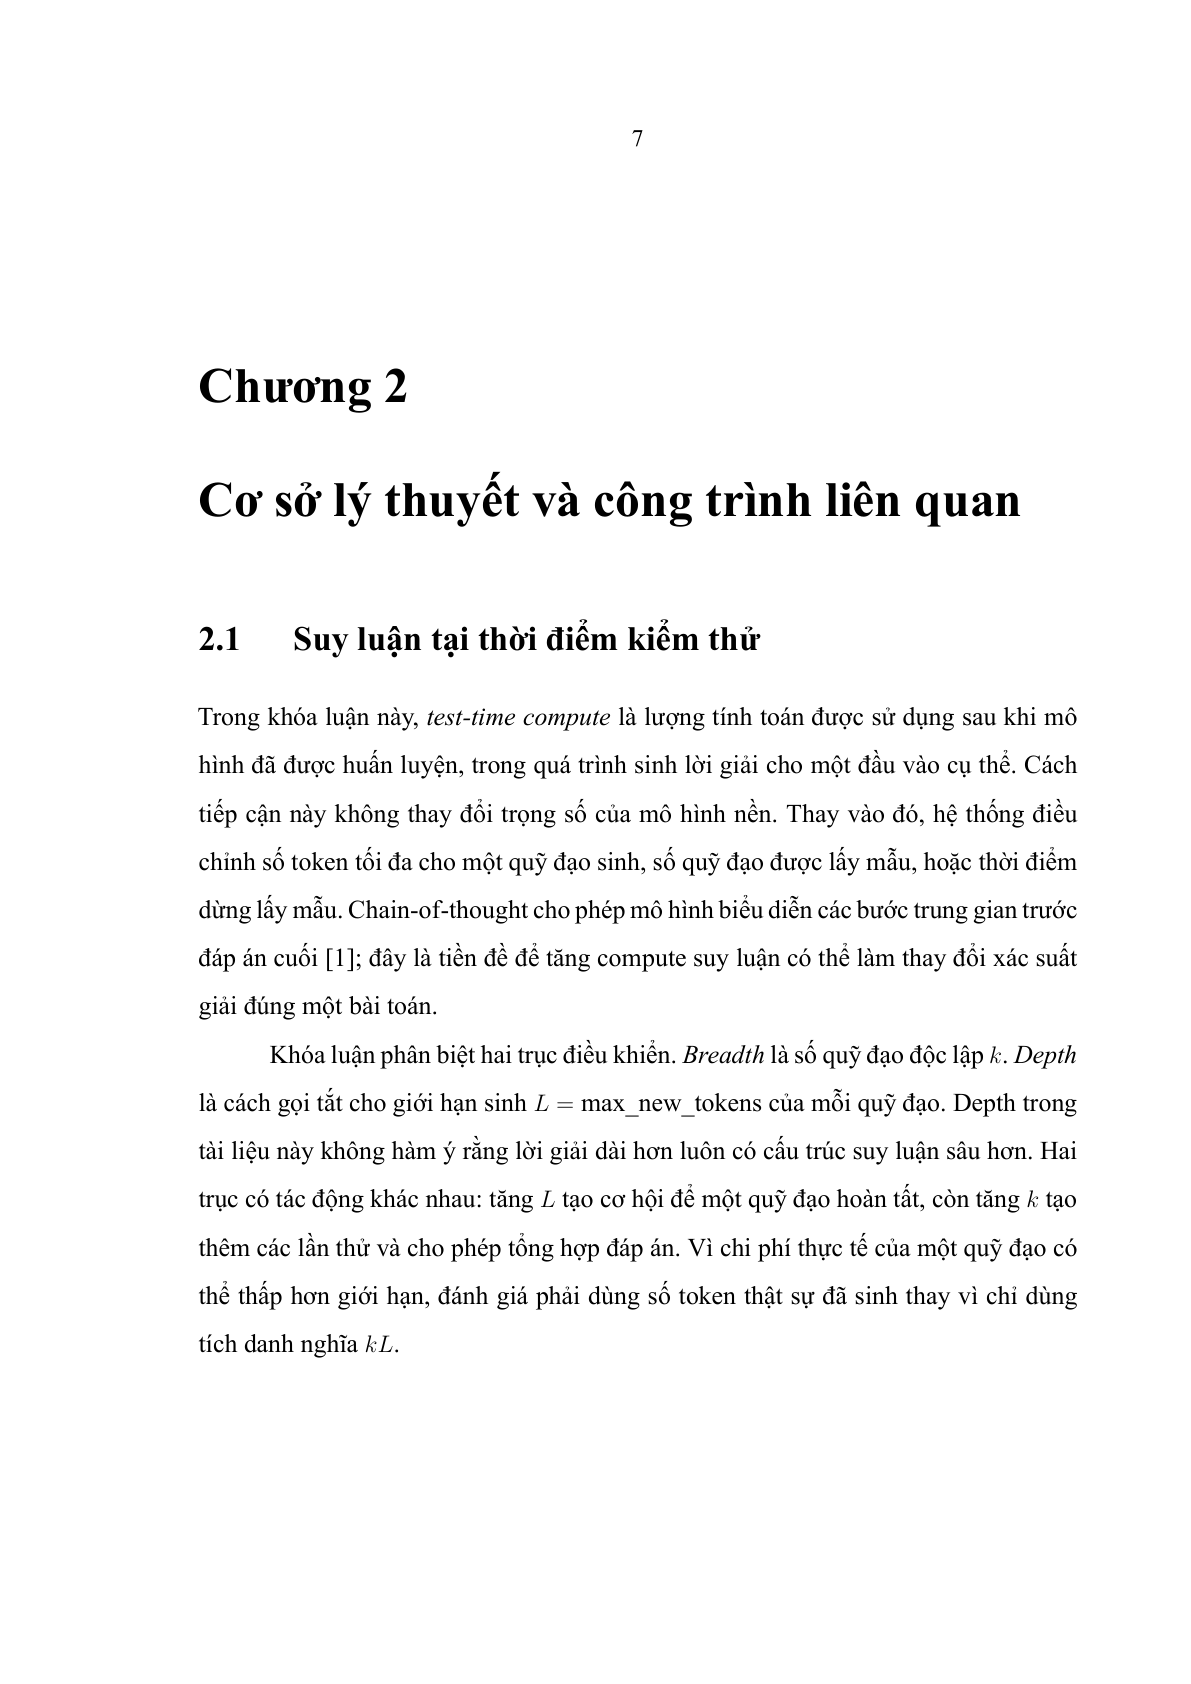 7
Chương 2
Cơ sở lý thuyết và công trình liên quan
2.1 Suy luận tại thời điểm kiểm thử
Trong khóa luận này, test-time compute là lượng tính toán được sử dụng sau khi mô
hình đã được huấn luyện, trong quá trình sinh lời giải cho một đầu vào cụ thể. Cách
tiếp cận này không thay đổi trọng số của mô hình nền. Thay vào đó, hệ thống điều
chỉnh số token tối đa cho một quỹ đạo sinh, số quỹ đạo được lấy mẫu, hoặc thời điểm
dừng lấy mẫu. Chain-of-thought cho phép mô hình biểu diễn các bước trung gian trước
đáp án cuối [1]; đây là tiền đề để tăng compute suy luận có thể làm thay đổi xác suất
giải đúng một bài toán.
Khóa luận phân biệt hai trục điều khiển. Breadth là số quỹ đạo độc lập k. Depth
là cách gọi tắt cho giới hạn sinh L = max_new_tokens của mỗi quỹ đạo. Depth trong
tài liệu này không hàm ý rằng lời giải dài hơn luôn có cấu trúc suy luận sâu hơn. Hai
trục có tác động khác nhau: tăng L tạo cơ hội để một quỹ đạo hoàn tất, còn tăng k tạo
thêm các lần thử và cho phép tổng hợp đáp án. Vì chi phí thực tế của một quỹ đạo có
thể thấp hơn giới hạn, đánh giá phải dùng số token thật sự đã sinh thay vì chỉ dùng
tích danh nghĩa kL.